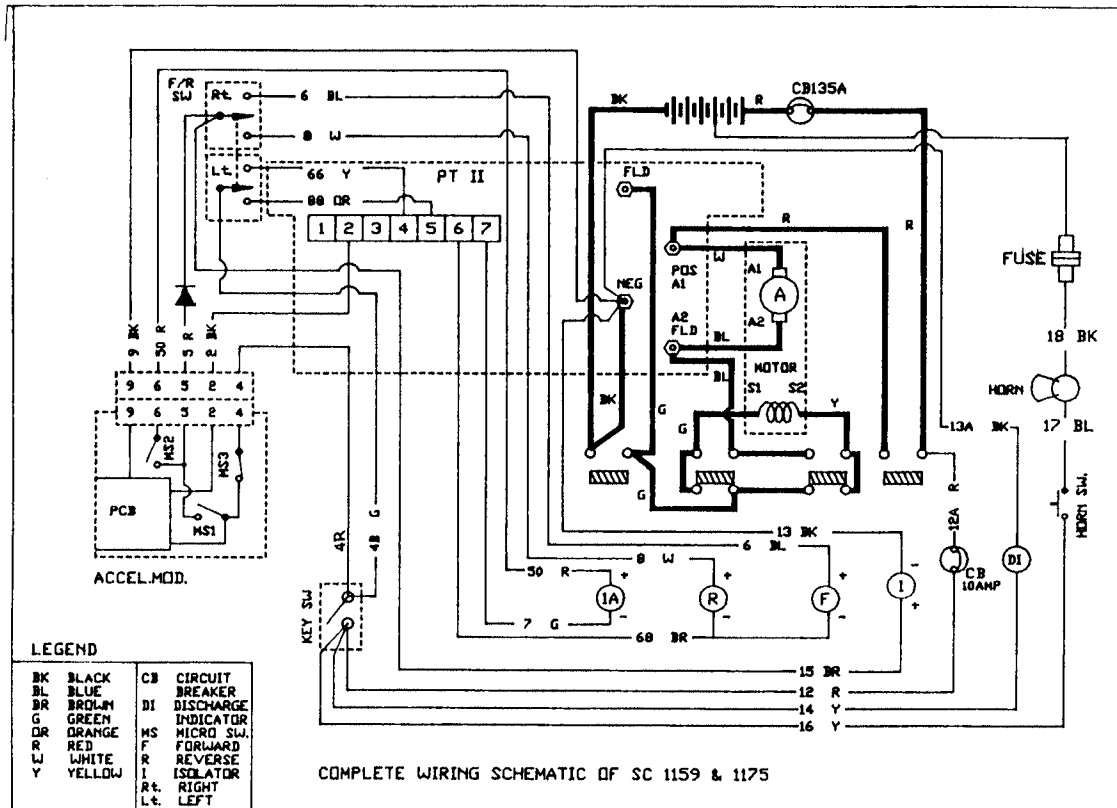 F/R
SW
Rt.
6 BL
8 W
Lt.
66 Y
88 OR
PT II
1 2 3 4 5 6 7
BK
R
CB135A
FLD
R
R
POS
A1
W
A1
A
NEG
A2
FLD
A2
BL
BL
MOTOR
S1 S2
BK
G
G
Y
G
FUSE
18 BK
HORN
17 BL
HORN SW.
13A BK
9 BK
50 R
5 R
2 BK
9 6 5 2 4
9 6 5 2 4
MS2
MS3
MS1
PCB
ACCEL.MOD.
4R
4B G
KEY SW
13 BK
6 BL
8 W
50 R
1A + -
R + -
F + -
I - +
12A R
CB
10AMP
DI
7 G
68 BR
15 BR
12 R
14 Y
16 Y
LEGEND
BK BLACK
BL BLUE
BR BROWN
G GREEN
OR ORANGE
R RED
W WHITE
Y YELLOW
CB CIRCUIT
BREAKER
DI DISCHARGE
INDICATOR
MS MICRO SW.
F FORWARD
R REVERSE
I ISOLATOR
Rt. RIGHT
Lt. LEFT
COMPLETE WIRING SCHEMATIC OF SC 1159 & 1175